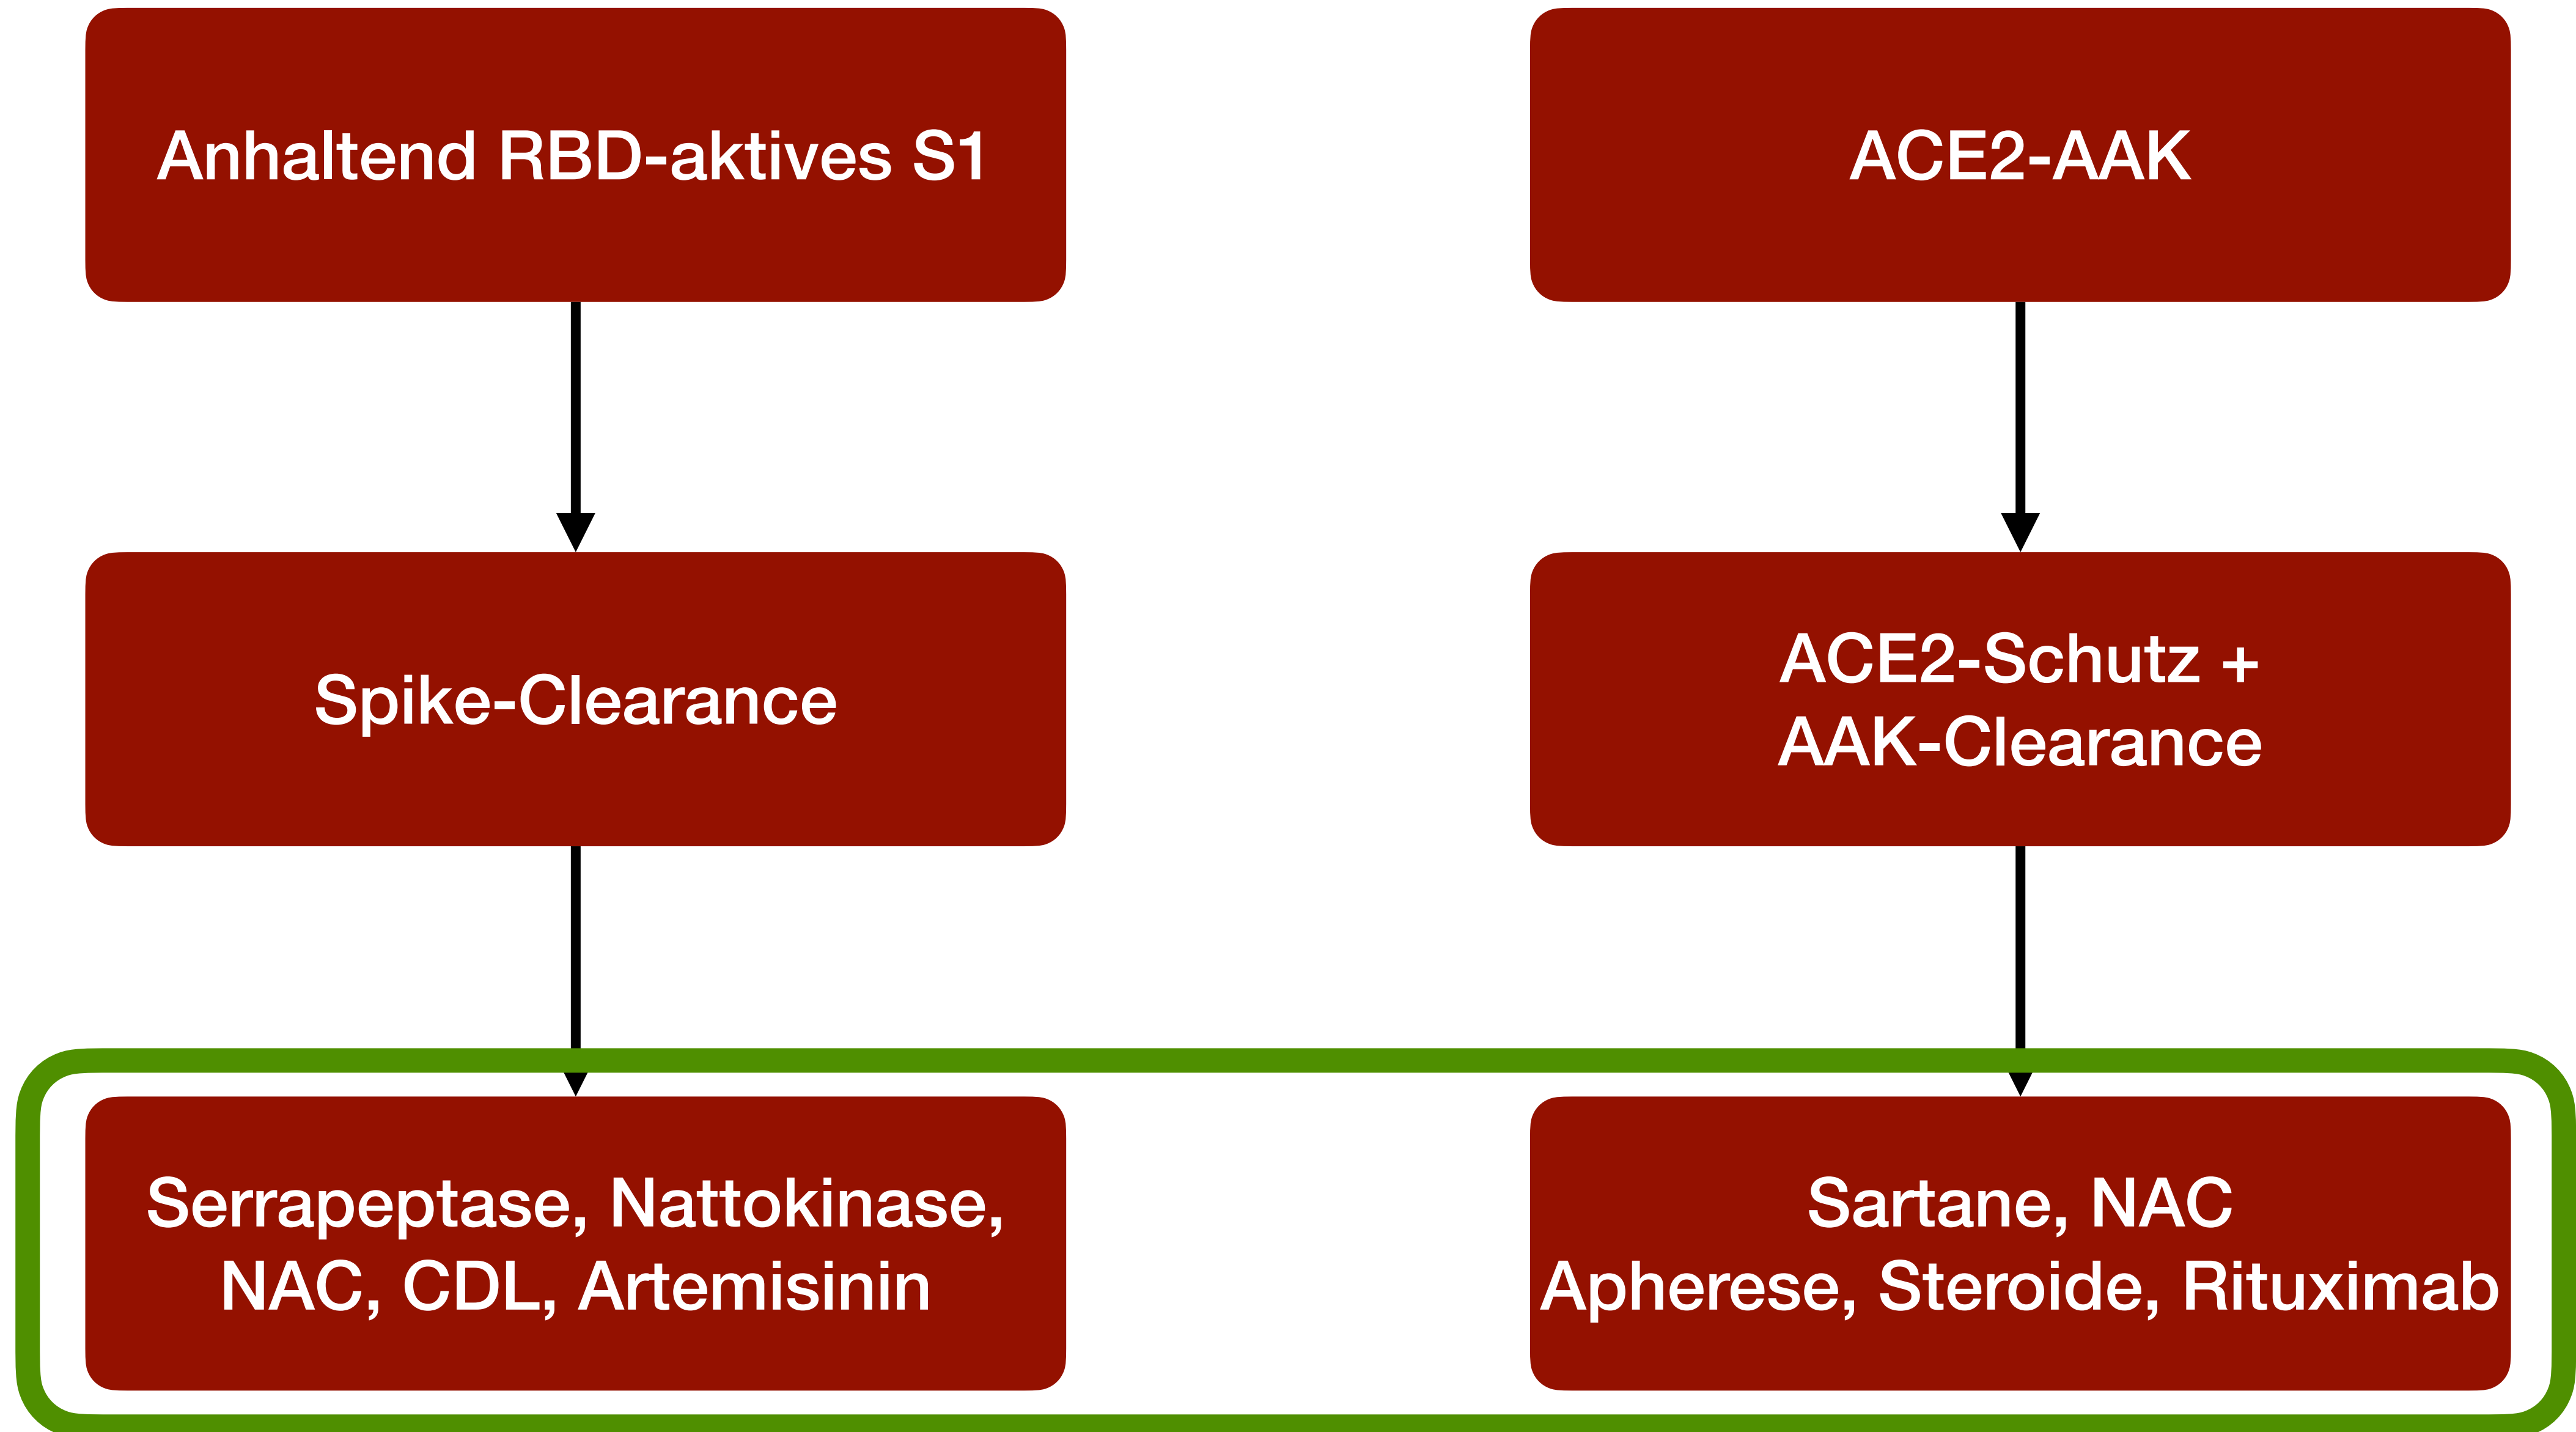 Anhaltend RBD-aktives S1
ACE2-AAK
Spike-Clearance
ACE2-Schutz +
AAK-Clearance
Serrapeptase, Nattokinase,
NAC, CDL, Artemisinin
Sartane, NAC
Apherese, Steroide, Rituximab